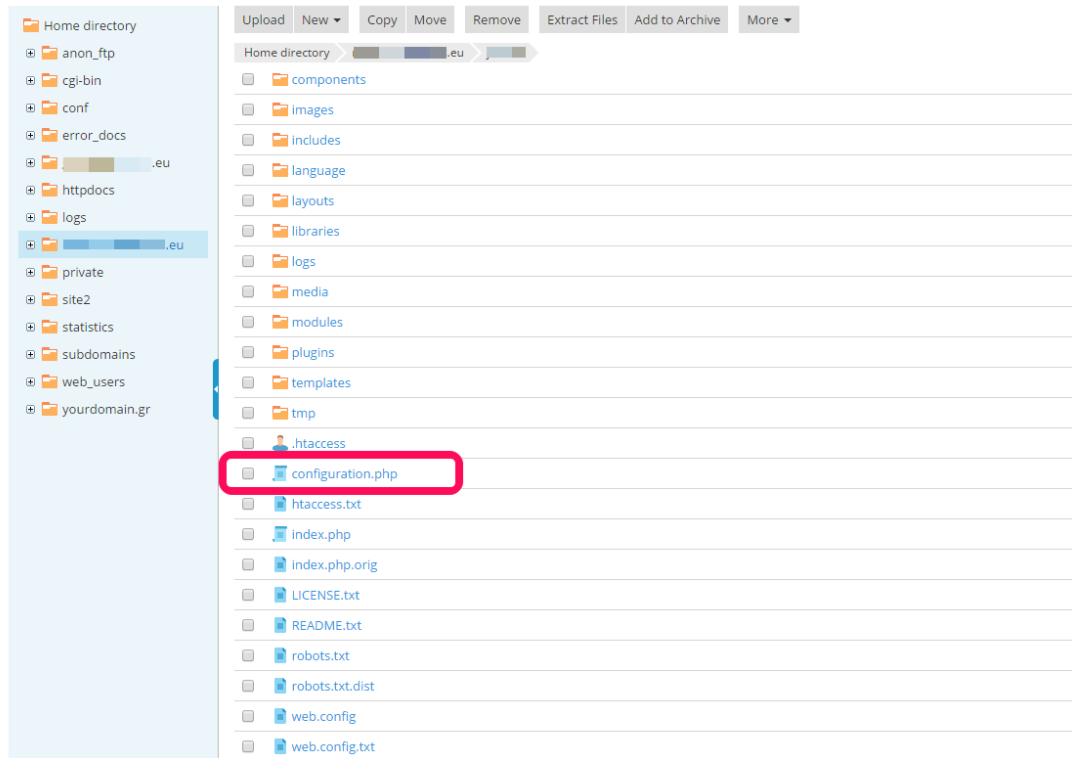 Home directory
anon_ftp
cgi-bin
conf
error_docs
.eu
httpdocs
logs
.eu
private
site2
statistics
subdomains
web_users
yourdomain.gr
Upload New Copy Move Remove Extract Files Add to Archive More
Home directory .eu
components
images
includes
language
layouts
libraries
logs
media
modules
plugins
templates
tmp
.htaccess
configuration.php
htaccess.txt
index.php
index.php.orig
LICENSE.txt
README.txt
robots.txt
robots.txt.dist
web.config
web.config.txt